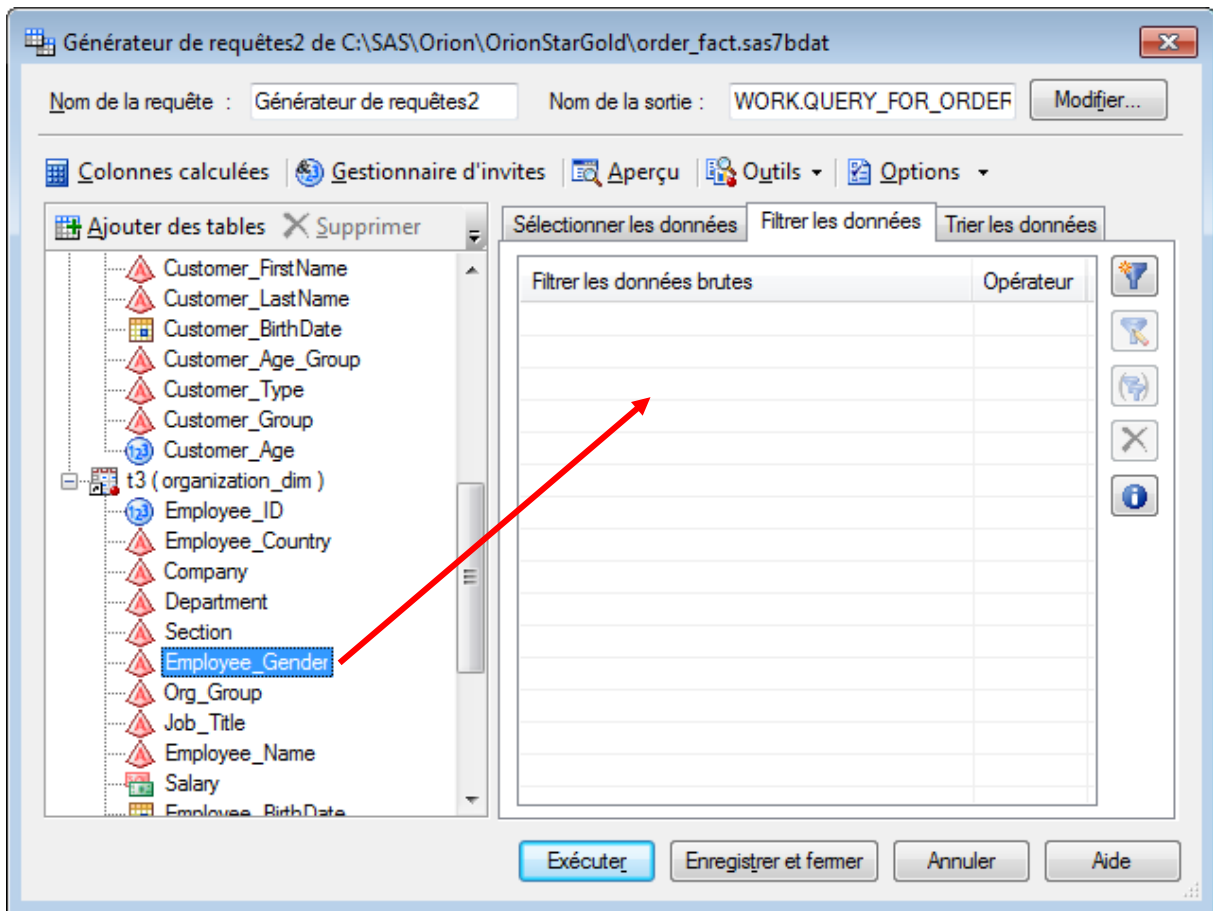 Générateur de requêtes2 de C:\SAS\Orion\OrionStarGold\order_fact.sas7bdat
Nom de la requête : Générateur de requêtes2 Nom de la sortie : WORK.QUERY_FOR_ORDER Modifier...
Colonnes calculées Gestionnaire d'invites Aperçu Outils Options
Ajouter des tables Supprimer
Sélectionner les données Filtrer les données Trier les données
Filtrer les données brutes Opérateur
Customer_FirstName
Customer_LastName
Customer_BirthDate
Customer_Age_Group
Customer_Type
Customer_Group
Customer_Age
t3 ( organization_dim )
Employee_ID
Employee_Country
Company
Department
Section
Employee_Gender
Org_Group
Job_Title
Employee_Name
Salary
Employee_BirthDate
Exécuter Enregistrer et fermer Annuler Aide